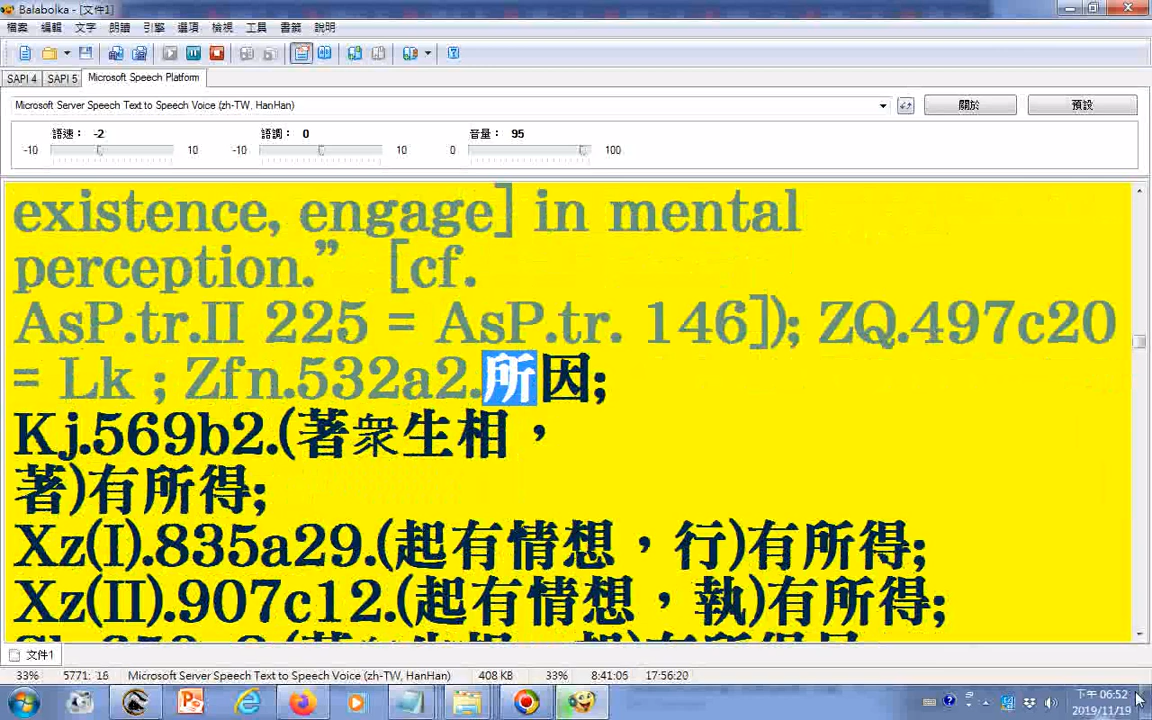 Balabolka - [文件1]
檔案 編輯 文字 朗讀 引擎 選項 檢視 工具 書籤 說明
SAPI 4 SAPI 5 Microsoft Speech Platform
Microsoft Server Speech Text to Speech Voice (zh-TW, HanHan) 關於 預設
語速： -2 語調： 0 音量： 95
-10 10 -10 10 0 100
existence, engage] in mental
perception.” [cf.
AsP.tr.II 225 = AsP.tr. 146]); ZQ.497c20
= Lk ; Zfn.532a2.所因;
Kj.569b2.(著衆生相，
著)有所得;
Xz(I).835a29.(起有情想，行)有所得;
Xz(II).907c12.(起有情想，執)有所得;
文件1
33% 5771: 16 Microsoft Server Speech Text to Speech Voice (zh-TW, HanHan) 408 KB 33% 8:41:05 17:56:20
下午 06:52
2019/11/19